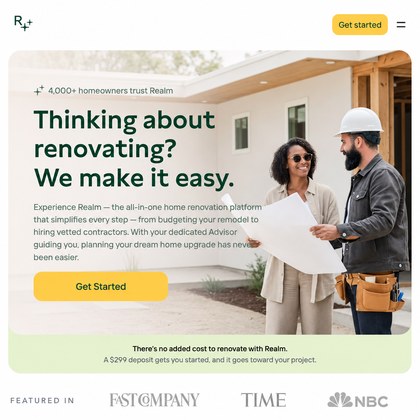 R
Get started
4,000+ homeowners trust Realm
Thinking about
renovating?
We make it easy.
Experience Realm — the all-in-one home renovation platform
that simplifies every step — from budgeting your remodel to
hiring vetted contractors. With your dedicated Advisor
guiding you, planning your dream home upgrade has never
been easier.
Get Started
There's no added cost to renovate with Realm.
A $299 deposit gets you started, and it goes toward your project.
FEATURED IN
FAST COMPANY
TIME
NBC